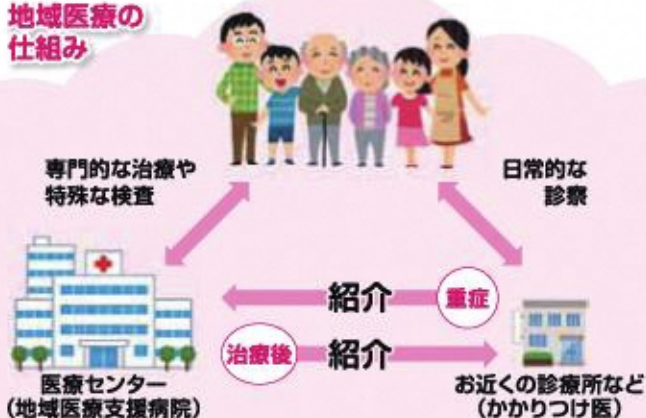 地域医療の
仕組み
専門的な治療や
特殊な検査
日常的な
診察
紹介
重症
治療後
紹介
医療センター
（地域医療支援病院）
お近くの診療所など
（かかりつけ医）